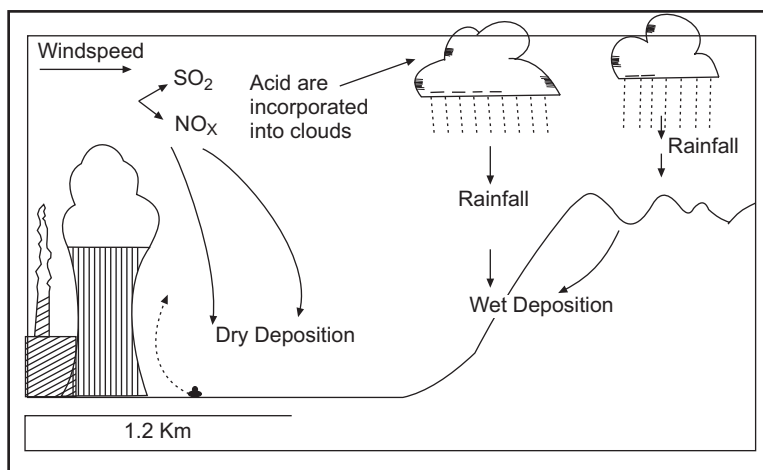 Windspeed
SO2
NOX
Acid are
incorporated
into clouds
Rainfall
Rainfall
Dry Deposition
Wet Deposition
1.2 Km